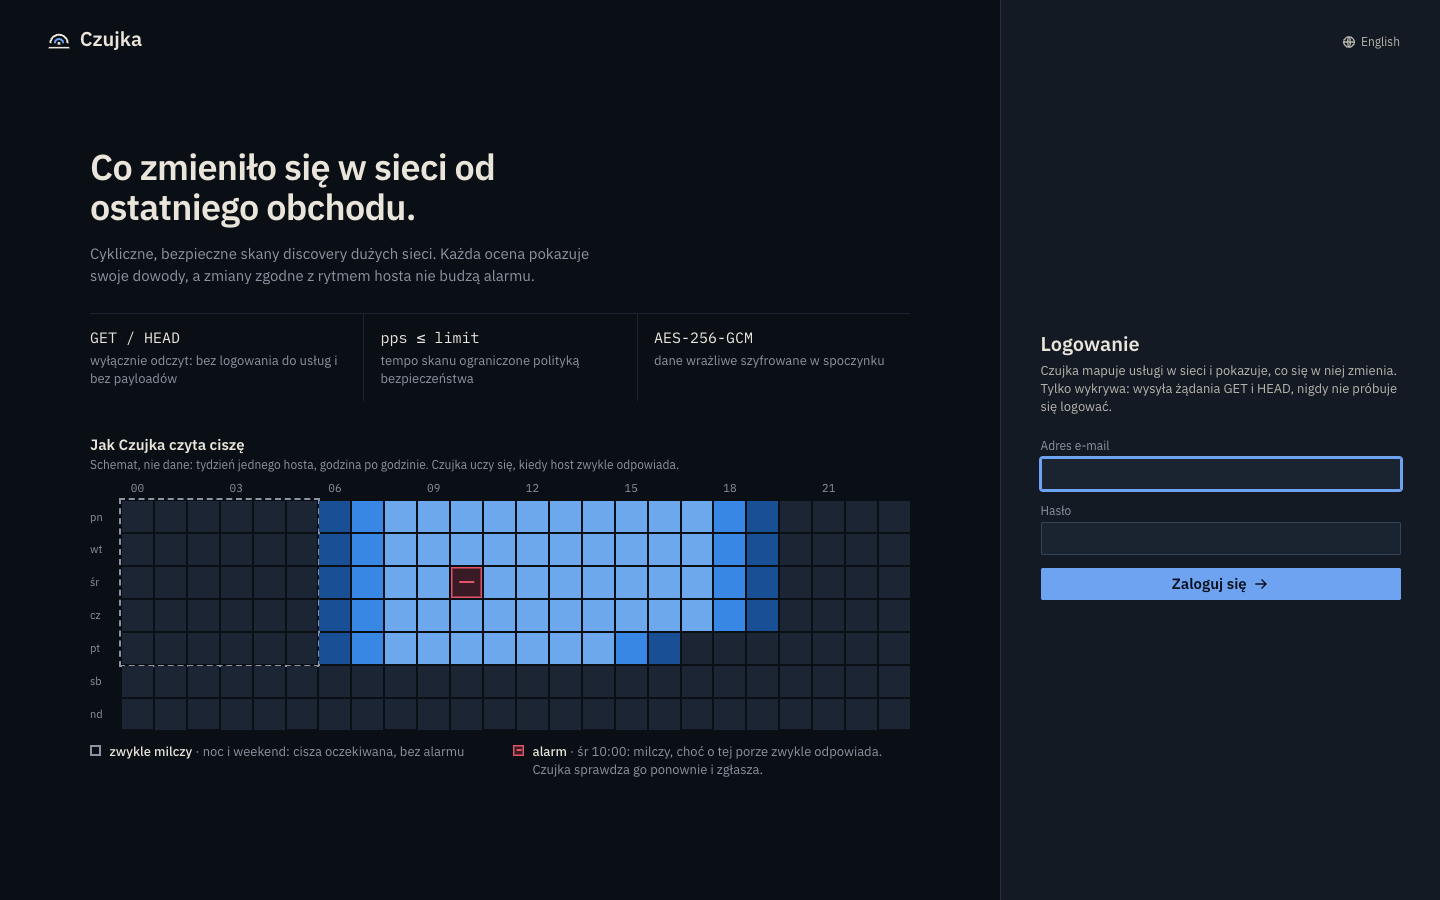 Czujka
English
Co zmieniło się w sieci od
ostatniego obchodu.
Cykliczne, bezpieczne skany discovery dużych sieci. Każda ocena pokazuje
swoje dowody, a zmiany zgodne z rytmem hosta nie budzą alarmu.
GET / HEAD
wyłącznie odczyt: bez logowania do usług i
bez payloadów
pps ≤ limit
tempo skanu ograniczone polityką
bezpieczeństwa
AES-256-GCM
dane wrażliwe szyfrowane w spoczynku
Jak Czujka czyta ciszę
Schemat, nie dane: tydzień jednego hosta, godzina po godzinie. Czujka uczy się, kiedy host zwykle odpowiada.
00 03 06 09 12 15 18 21
pn
wt
śr
cz
pt
sb
nd
zwykle milczy · noc i weekend: cisza oczekiwana, bez alarmu
alarm · śr 10:00: milczy, choć o tej porze zwykle odpowiada.
Czujka sprawdza go ponownie i zgłasza.
Logowanie
Czujka mapuje usługi w sieci i pokazuje, co się w niej zmienia.
Tylko wykrywa: wysyła żądania GET i HEAD, nigdy nie próbuje
się logować.
Adres e-mail
Hasło
Zaloguj się →